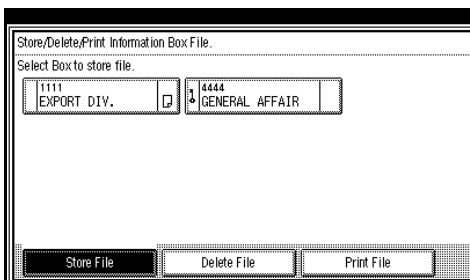 Store/Delete/Print Information Box File.
Select Box to store file.
1111
EXPORT DIV.
4444
GENERAL AFFAIR
Store File
Delete File
Print File